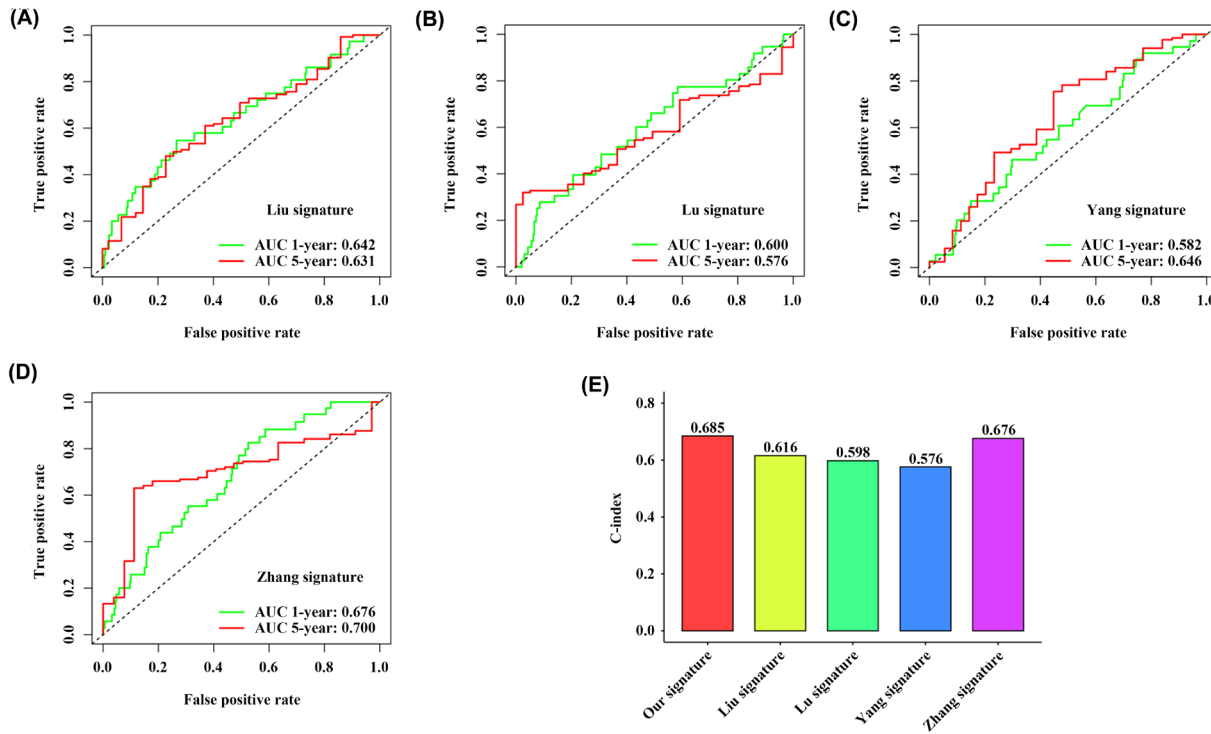 (A)
True positive rate
1.0
0.8
0.6
0.4
0.2
0.0
Liu signature
AUC 1-year: 0.642
AUC 5-year: 0.631
0.0 0.2 0.4 0.6 0.8 1.0
False positive rate
(B)
True positive rate
1.0
0.8
0.6
0.4
0.2
0.0
Lu signature
AUC 1-year: 0.600
AUC 5-year: 0.576
0.0 0.2 0.4 0.6 0.8 1.0
False positive rate
(C)
True positive rate
1.0
0.8
0.6
0.4
0.2
0.0
Yang signature
AUC 1-year: 0.582
AUC 5-year: 0.646
0.0 0.2 0.4 0.6 0.8 1.0
False positive rate
(D)
True positive rate
1.0
0.8
0.6
0.4
0.2
0.0
Zhang signature
AUC 1-year: 0.676
AUC 5-year: 0.700
0.0 0.2 0.4 0.6 0.8 1.0
False positive rate
(E)
C-index
0.8
0.6
0.4
0.2
0.0
0.685
0.616
0.598
0.576
0.676
Our signature
Liu signature
Lu signature
Yang signature
Zhang signature